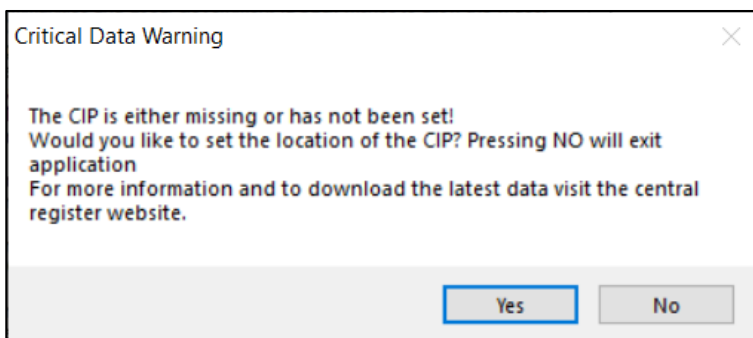 Critical Data Warning
The CIP is either missing or has not been set!
Would you like to set the location of the CIP? Pressing NO will exit
application
For more information and to download the latest data visit the central
register website.
Yes
No